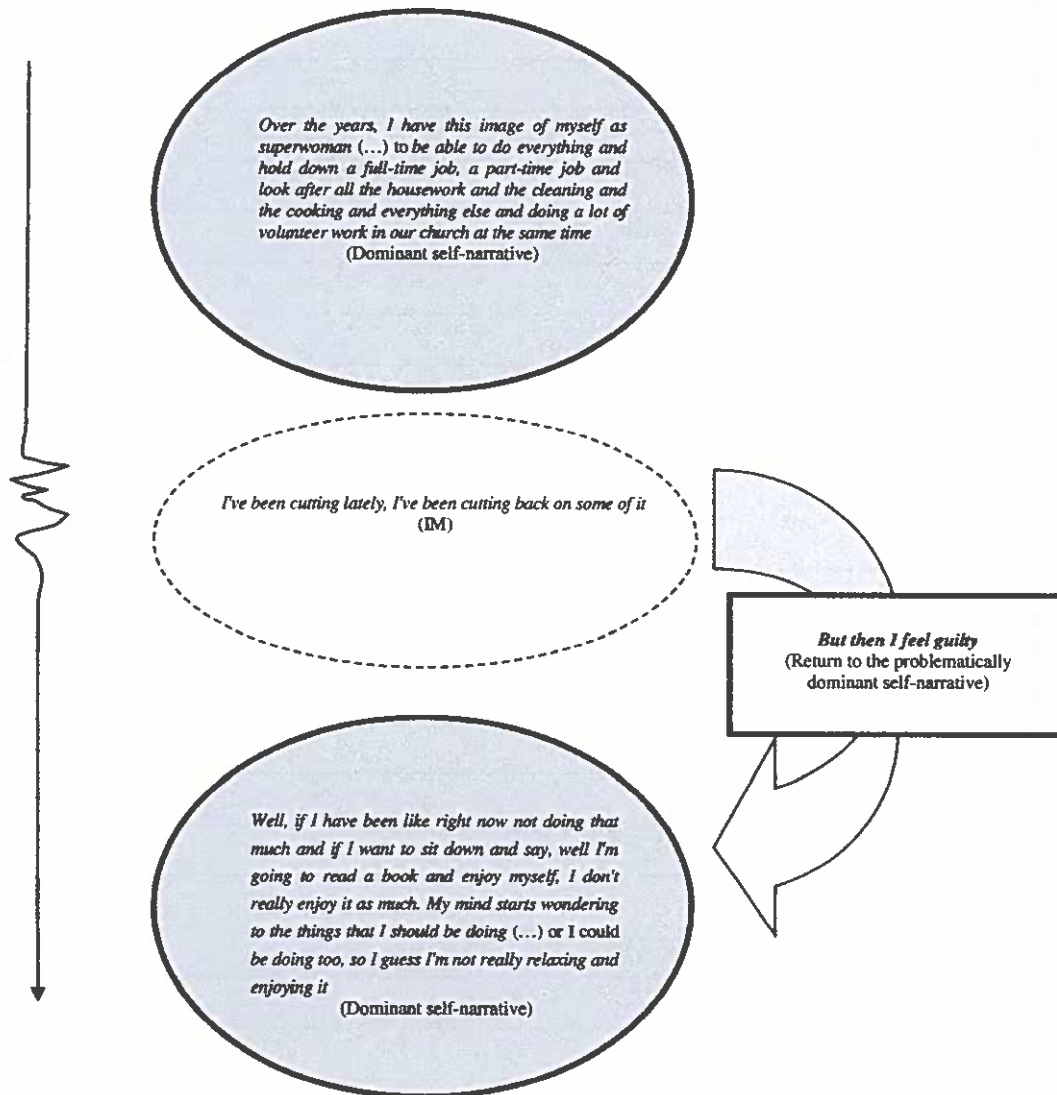 Over the years, I have this image of myself as
superwoman (...) to be able to do everything and
hold down a full-time job, a part-time job and
look after all the housework and the cleaning and
the cooking and everything else and doing a lot of
volunteer work in our church at the same time
(Dominant self-narrative)
I've been cutting lately, I've been cutting back on some of it
(IM)
But then I feel guilty
(Return to the problematically
dominant self-narrative)
Well, if I have been like right now not doing that
much and if I want to sit down and say, well I'm
going to read a book and enjoy myself, I don't
really enjoy it as much. My mind starts wondering
to the things that I should be doing (...) or I could
be doing too, so I guess I'm not really relaxing and
enjoying it
(Dominant self-narrative)